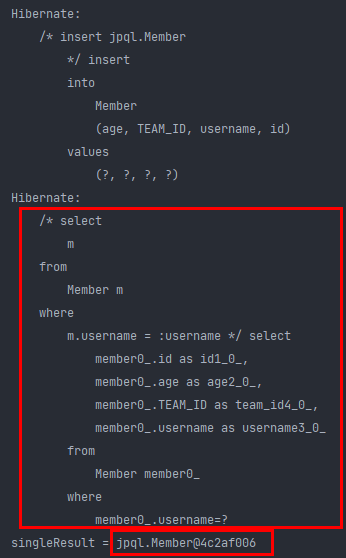 Hibernate:
/* insert jpql.Member
*/ insert
into
Member
(age, TEAM_ID, username, id)
values
(?, ?, ?, ?)
Hibernate:
/* select
m
from
Member m
where
m.username = :username */ select
member0_.id as id1_0_,
member0_.age as age2_0_,
member0_.TEAM_ID as team_id4_0_,
member0_.username as username3_0_
from
Member member0_
where
member0_.username=?
singleResult = jpql.Member@4c2af006